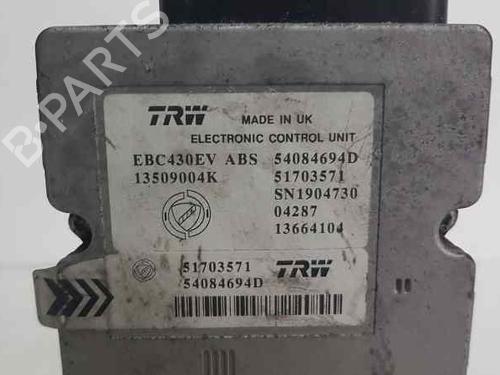 B-PARTS
TRW MADE IN UK
ELECTRONIC CONTROL UNIT
EBC430EV ABS 54084694D
13509004K 51703571
SN1904730
04287
13664104
51703571 TRW
54084694D